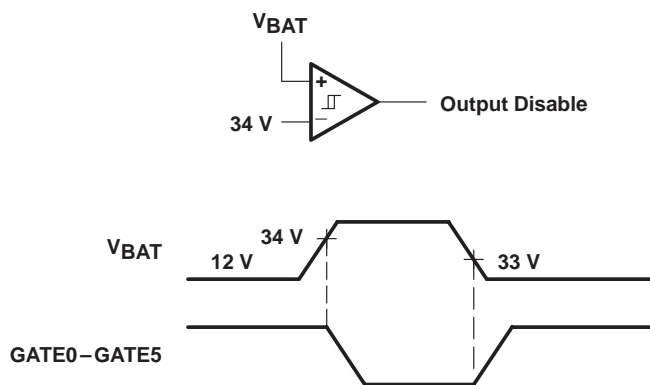 VBAT
+
34 V
−
Output Disable
VBAT
12 V
34 V
33 V
GATE0–GATE5